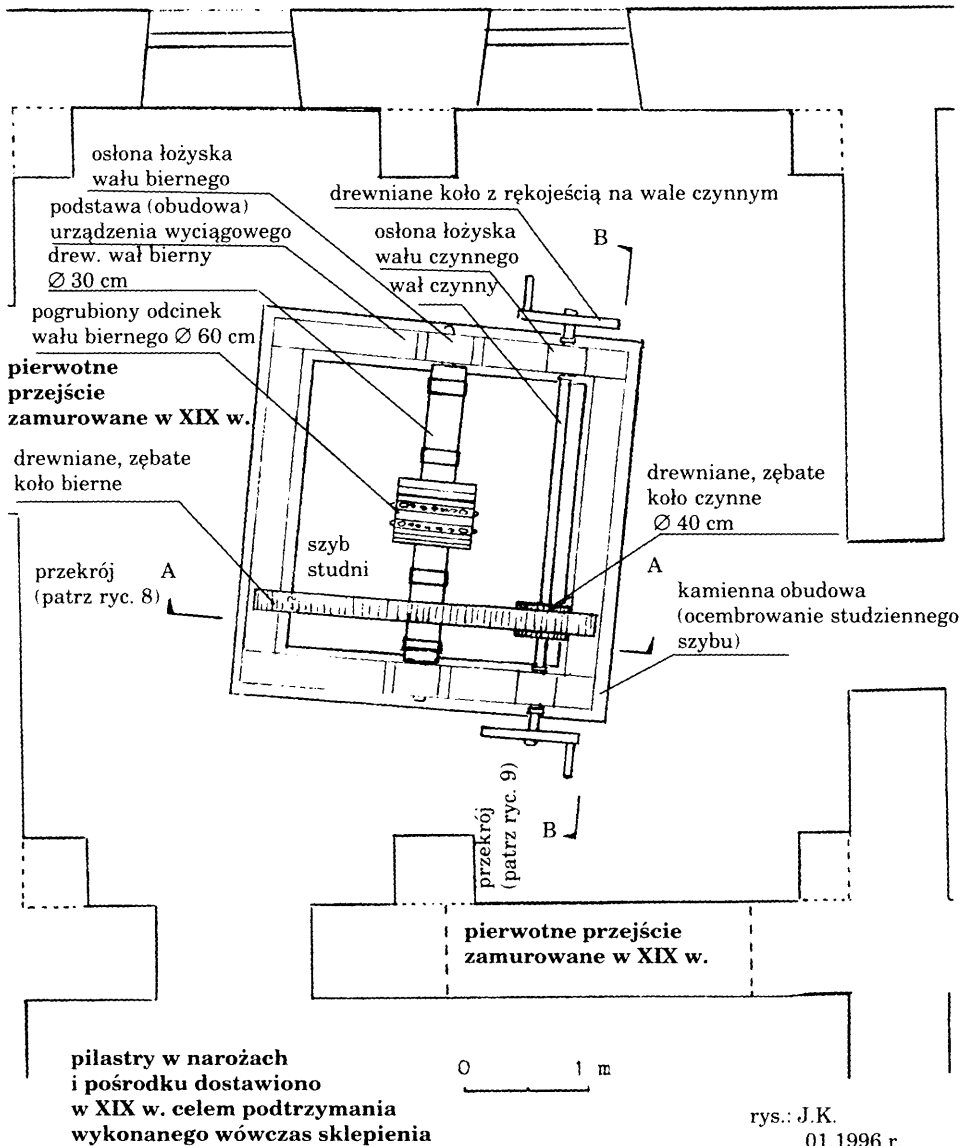 osłona łożyska
wału biernego
podstawa (obudowa)
urządzenia wyciągowego
drew. wał bierny
Ø 30 cm
pogrubiony odcinek
wału biernego Ø 60 cm
pierwotne
przejście
zamurowane w XIX w.
drewniane, zębate
koło bierne
przekrój
(patrz ryc. 8)
A
drewniane koło z rękojeścią na wale czynnym
osłona łożyska
wału czynnego
wał czynny
B
szyb
studni
drewniane, zębate
koło czynne
Ø 40 cm
A
kamienna obudowa
(ocembrowanie studziennego
szybu)
przekrój
(patrz ryc. 9)
B
pierwotne przejście
zamurowane w XIX w.
pilastry w narożach
i pośrodku dostawiono
w XIX w. celem podtrzymania
wykonanego wówczas sklepienia
0 1 m
rys.: J.K.
01.1996 r